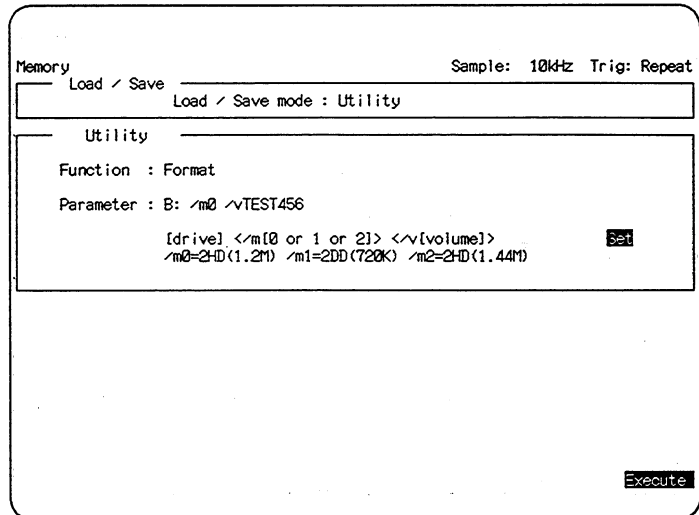 Memory Sample: 10kHz Trig: Repeat
Load / Save
Load / Save mode : Utility
Utility
Function : Format
Parameter : B: /m0 /vTEST456
[drive] </m[0 or 1 or 2]> </v[volume]> Set
/m0=2HD(1.2M) /m1=2DD(720K) /m2=2HD(1.44M)
Execute